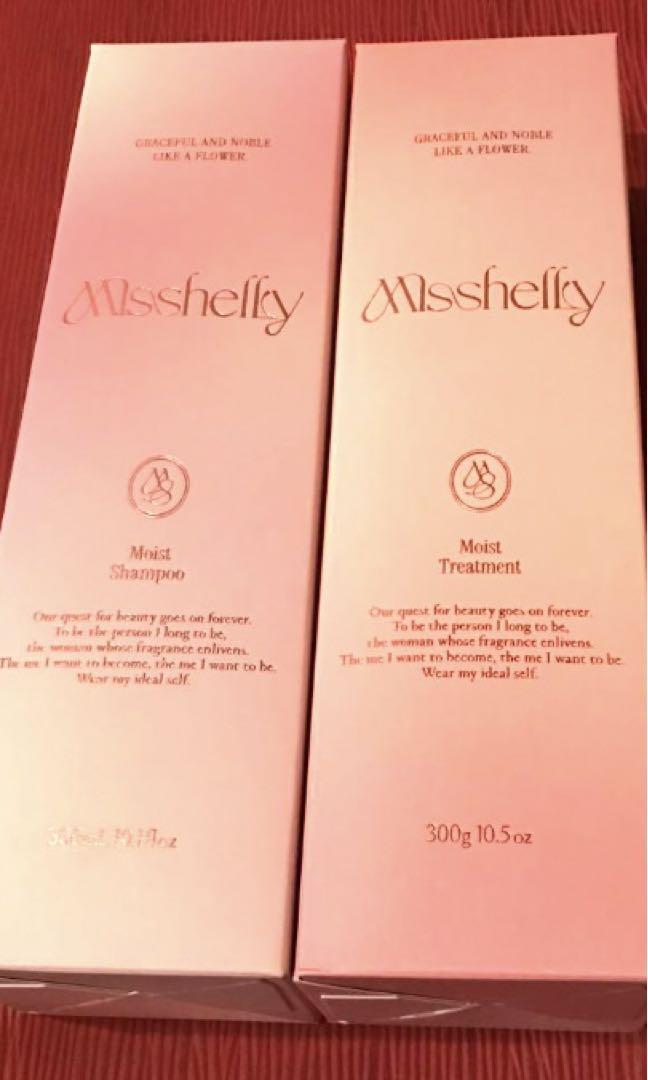 GRACEFUL AND NOBLE
LIKE A FLOWER.
Misshelly
Moist
Shampoo
Our quest for beauty goes on forever.
To be the person I long to be,
the woman whose fragrance enlivens.
The me I want to become, the me I want to be.
Wear my ideal self.
oz
GRACEFUL AND NOBLE
LIKE A FLOWER.
Misshelly
Moist
Treatment
Our quest for beauty goes on forever.
To be the person I long to be,
the woman whose fragrance enlivens.
The me I want to become, the me I want to be.
Wear my ideal self.
300g 10.5 oz